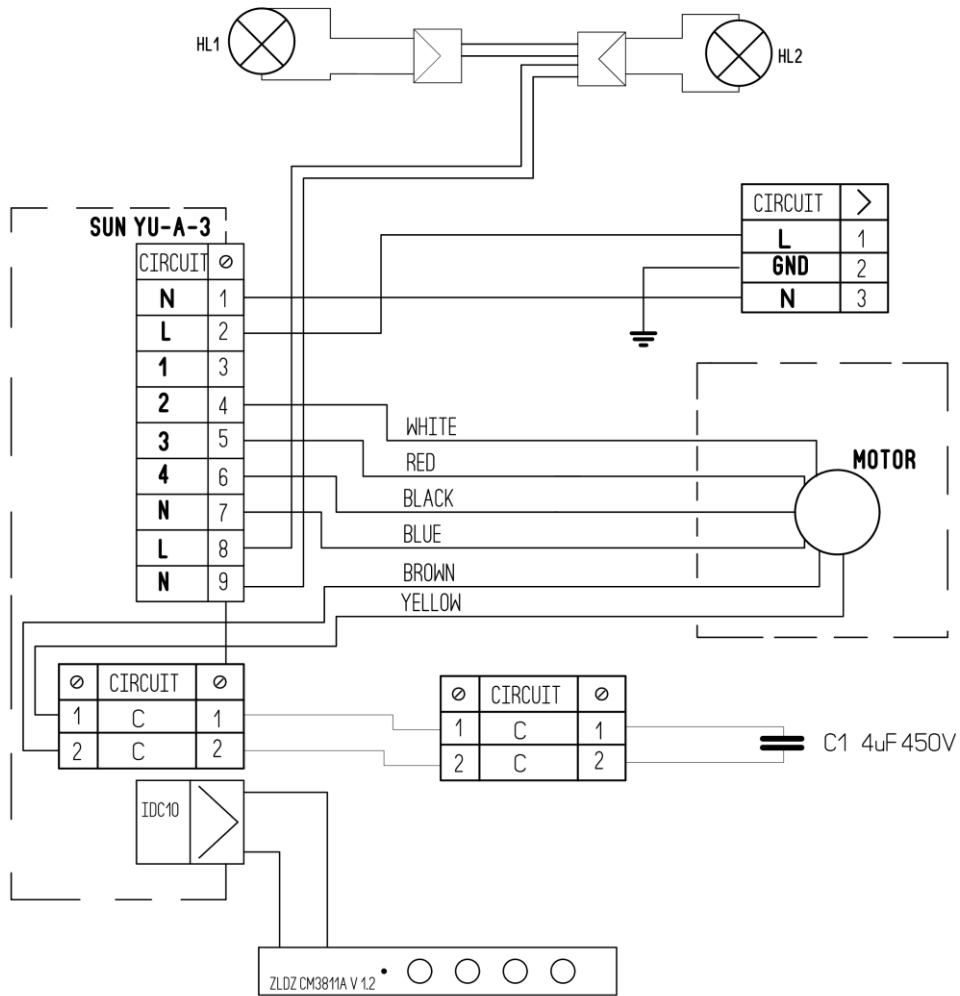 HL1
HL2
CIRCUIT
L 1
GND 2
N 3
SUN YU-A-3
CIRCUIT
N 1
L 2
1 3
2 4
3 5
4 6
N 7
L 8
N 9
WHITE
RED
BLACK
BLUE
BROWN
YELLOW
MOTOR
CIRCUIT
1 C 1
2 C 2
CIRCUIT
1 C 1
2 C 2
C1 4uF 450V
IDC10
ZLDZ CM3811A V 1.2